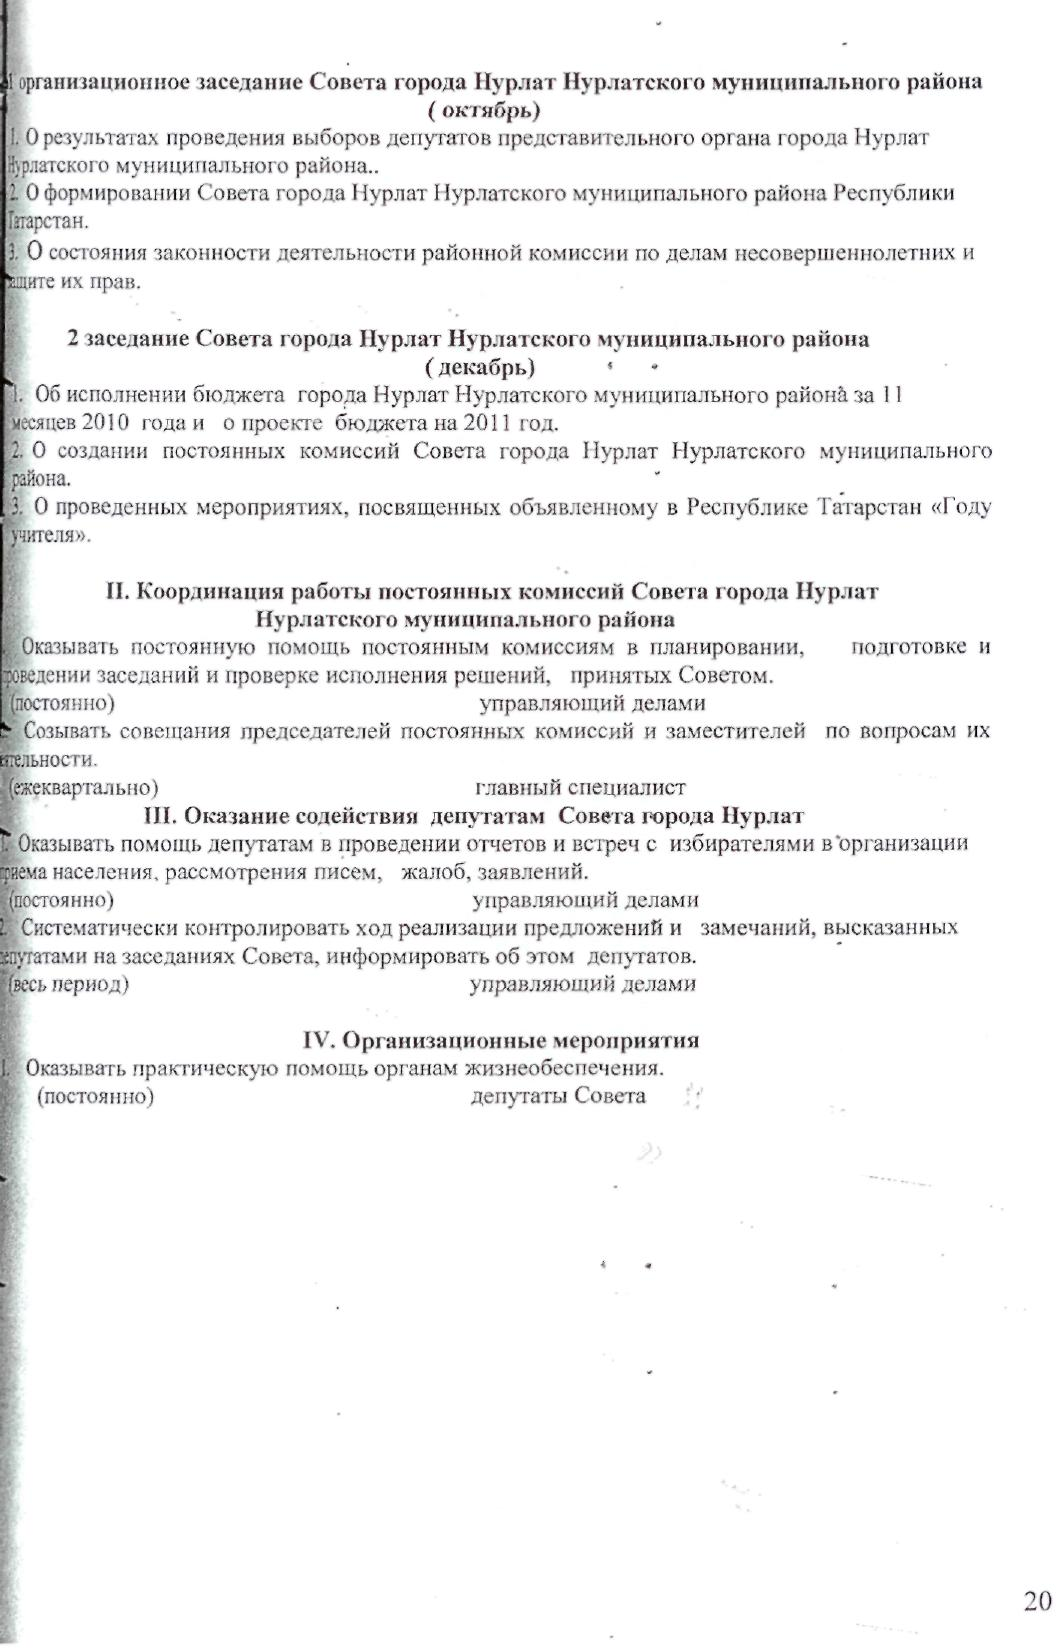 1 организационное заседание Совета города Нурлат Нурлатского муниципального района
( октябрь)
1. О результатах проведения выборов депутатов представительного органа города Нурлат
Нурлатского муниципального района..
2. О формировании Совета города Нурлат Нурлатского муниципального района Республики
Татарстан.
3. О состояния законности деятельности районной комиссии по делам несовершеннолетних и
защите их прав.
2 заседание Совета города Нурлат Нурлатского муниципального района
( декабрь)
1. Об исполнении бюджета города Нурлат Нурлатского муниципального района за 11
месяцев 2010 года и о проекте бюджета на 2011 год.
2. О создании постоянных комиссий Совета города Нурлат Нурлатского муниципального
района.
3. О проведенных мероприятиях, посвященных объявленному в Республике Татарстан «Году
учителя».
II. Координация работы постоянных комиссий Совета города Нурлат
Нурлатского муниципального района
Оказывать постоянную помощь постоянным комиссиям в планировании, подготовке и
проведении заседаний и проверке исполнения решений, принятых Советом.
(постоянно) управляющий делами
Созывать совещания председателей постоянных комиссий и заместителей по вопросам их
ятельности.
(ежеквартально) главный специалист
III. Оказание содействия депутатам Совета города Нурлат
1. Оказывать помощь депутатам в проведении отчетов и встреч с избирателями в организации
приема населения, рассмотрения писем, жалоб, заявлений.
(постоянно) управляющий делами
2. Систематически контролировать ход реализации предложений и замечаний, высказанных
депутатами на заседаниях Совета, информировать об этом депутатов.
(весь период) управляющий делами
IV. Организационные мероприятия
1. Оказывать практическую помощь органам жизнеобеспечения.
(постоянно) депутаты Совета
20